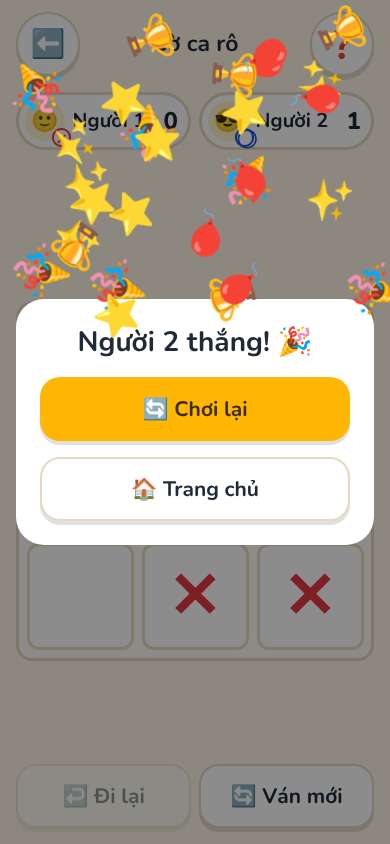 ca rô
Người 1 0
Người 2 1
Người 2 thắng!
Chơi lại
Trang chủ
Đi lại
Ván mới